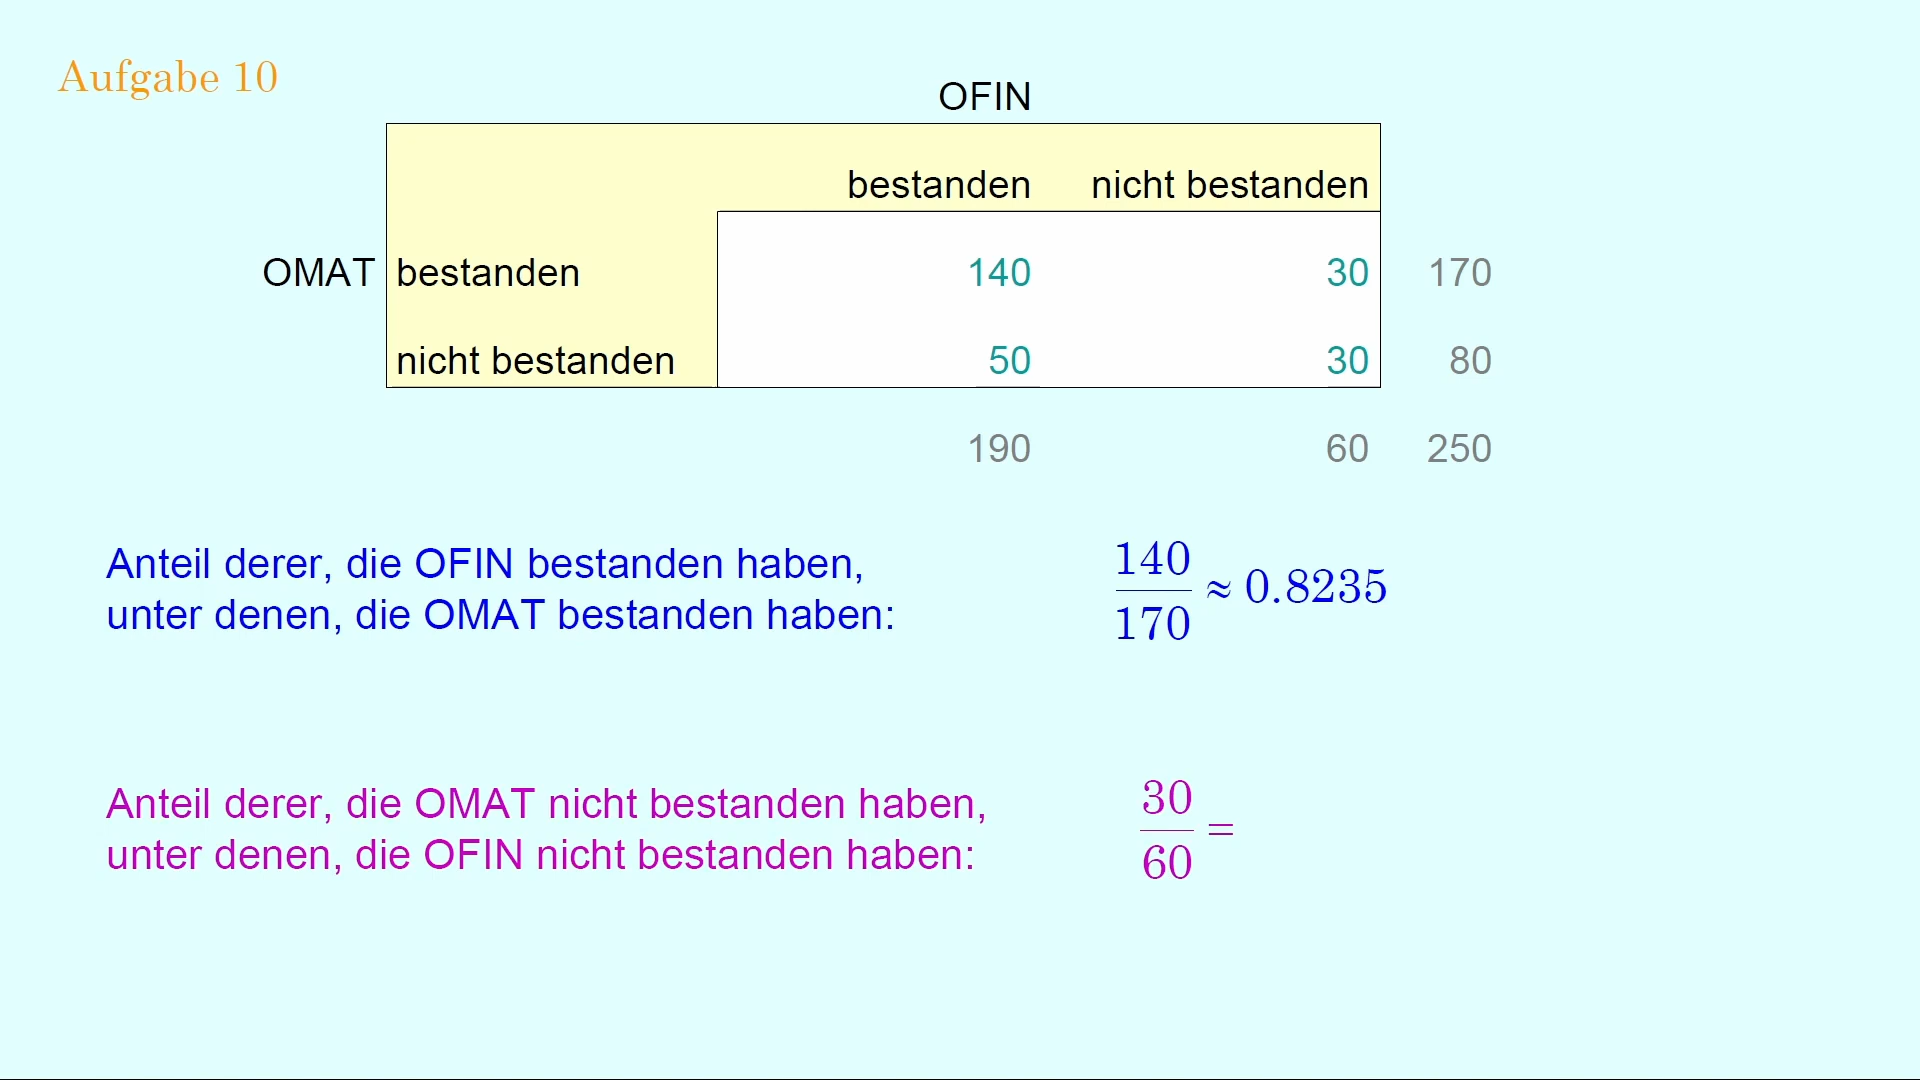 Aufgabe 10
OFIN
bestanden nicht bestanden
OMAT bestanden 140 30 170
nicht bestanden 50 30 80
190 60 250
Anteil derer, die OFIN bestanden haben,
unter denen, die OMAT bestanden haben:
140
170
≈ 0.8235
Anteil derer, die OMAT nicht bestanden haben,
unter denen, die OFIN nicht bestanden haben:
30
60
=